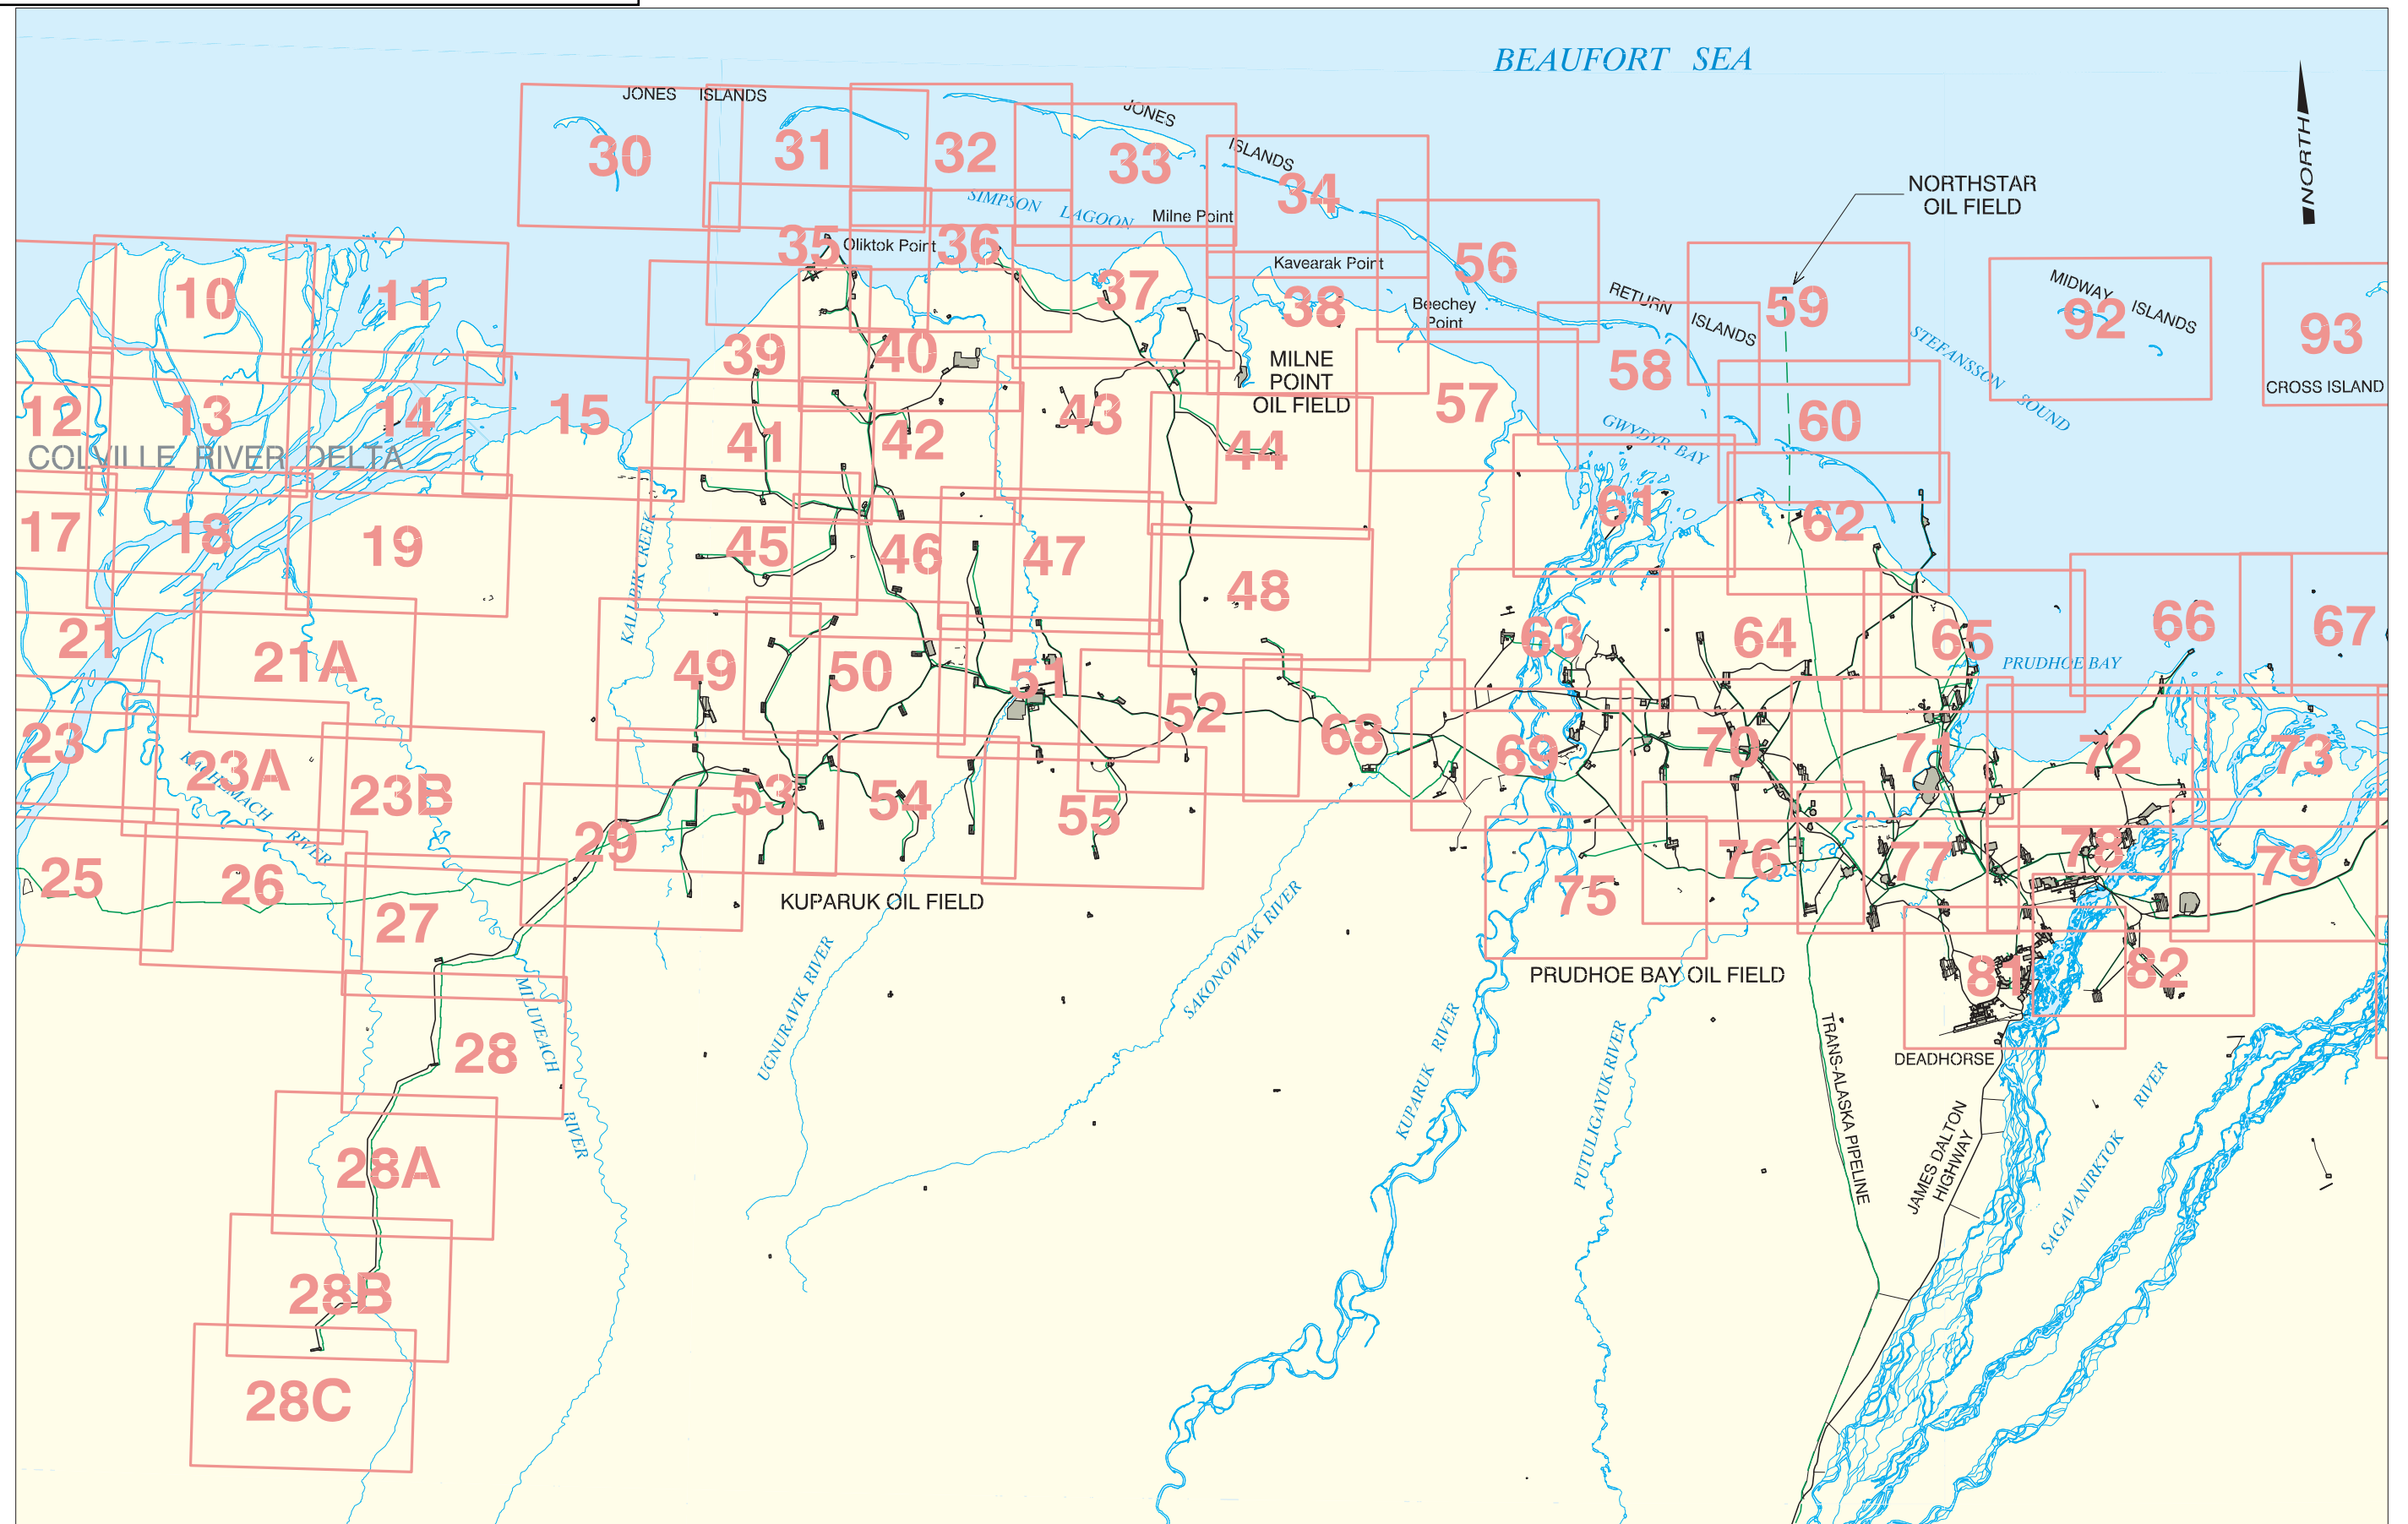 BEAUFORT SEA
NORTH
JONES ISLANDS
JONES
ISLANDS
30
31
32
33
34
SIMPSON LAGOON
Milne Point
NORTHSTAR
OIL FIELD
35
Oliktok Point
36
Kavearak Point
56
10
11
37
38
Beechey
Point
RETURN
ISLANDS
59
MIDWAY ISLANDS
92
93
CROSS ISLAND
STEFANSSON
SOUND
39
40
MILNE
POINT
OIL FIELD
58
12
13
14
15
41
42
43
44
57
60
GWYDYR BAY
COLVILLE RIVER DELTA
17
18
19
KALUBIK CREEK
45
46
47
48
61
62
21
21A
49
50
51
52
63
64
65
66
67
PRUDHOE BAY
23
23A
23B
KACHEMACH RIVER
29
53
54
55
68
69
70
71
72
73
25
26
27
KUPARUK OIL FIELD
75
76
77
78
79
PRUDHOE BAY OIL FIELD
81
82
DEADHORSE
28
MILUVEACH
RIVER
UGNURAVIK RIVER
SAKONOWYAK RIVER
KUPARUK RIVER
PUTULIGAYUK RIVER
TRANS-ALASKA PIPELINE
JAMES DALTON
HIGHWAY
SAGAVANIRKTOK
RIVER
28A
28B
28C